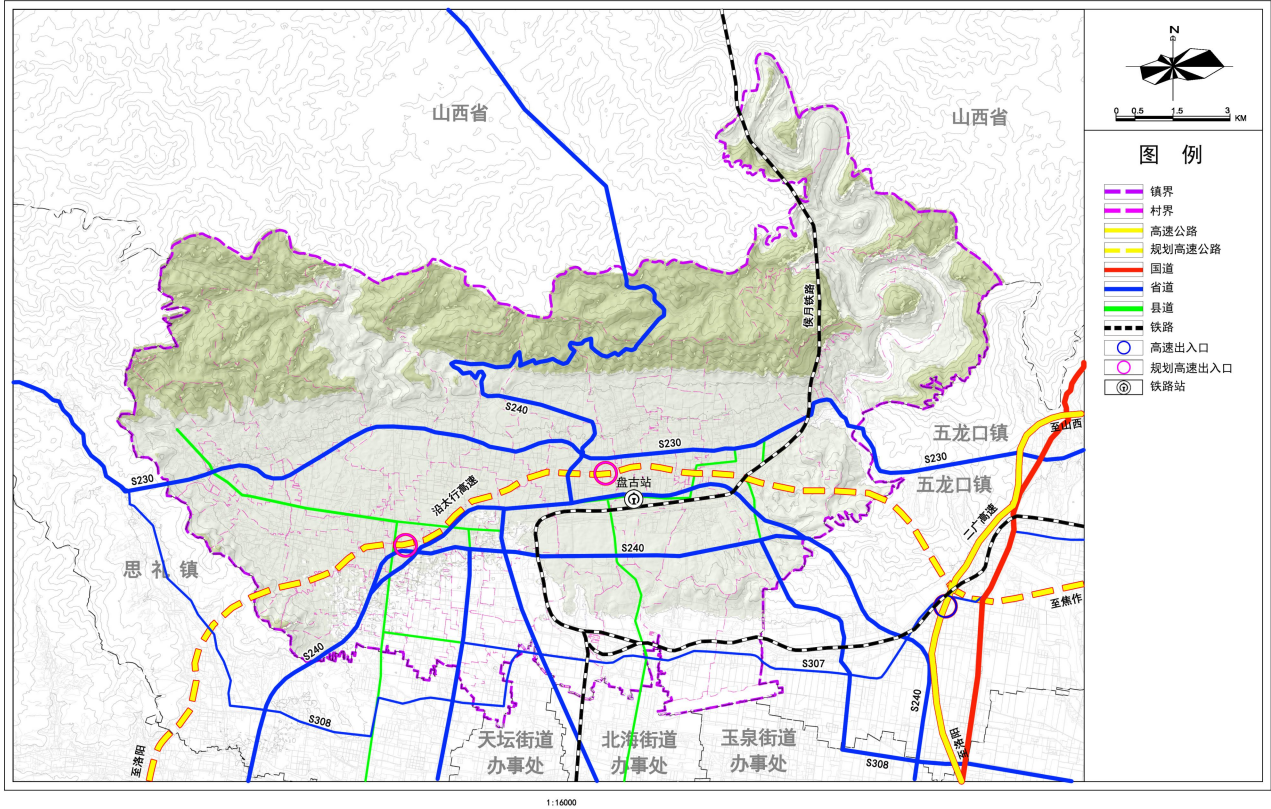 山西省
山西省
侯月铁路
S240
S230
S230
S230
五龙口镇
五龙口镇
至山西
盘古站
沿太行高速
二广高速
S240
思礼镇
至焦作
S240
S307
S240
S308
至洛阳
至洛阳
S308
天坛街道
办事处
北海街道
办事处
玉泉街道
办事处
N
0 0.5 1.5 3 KM
图 例
镇界
村界
高速公路
规划高速公路
国道
省道
县道
铁路
高速出入口
规划高速出入口
铁路站
1:16000